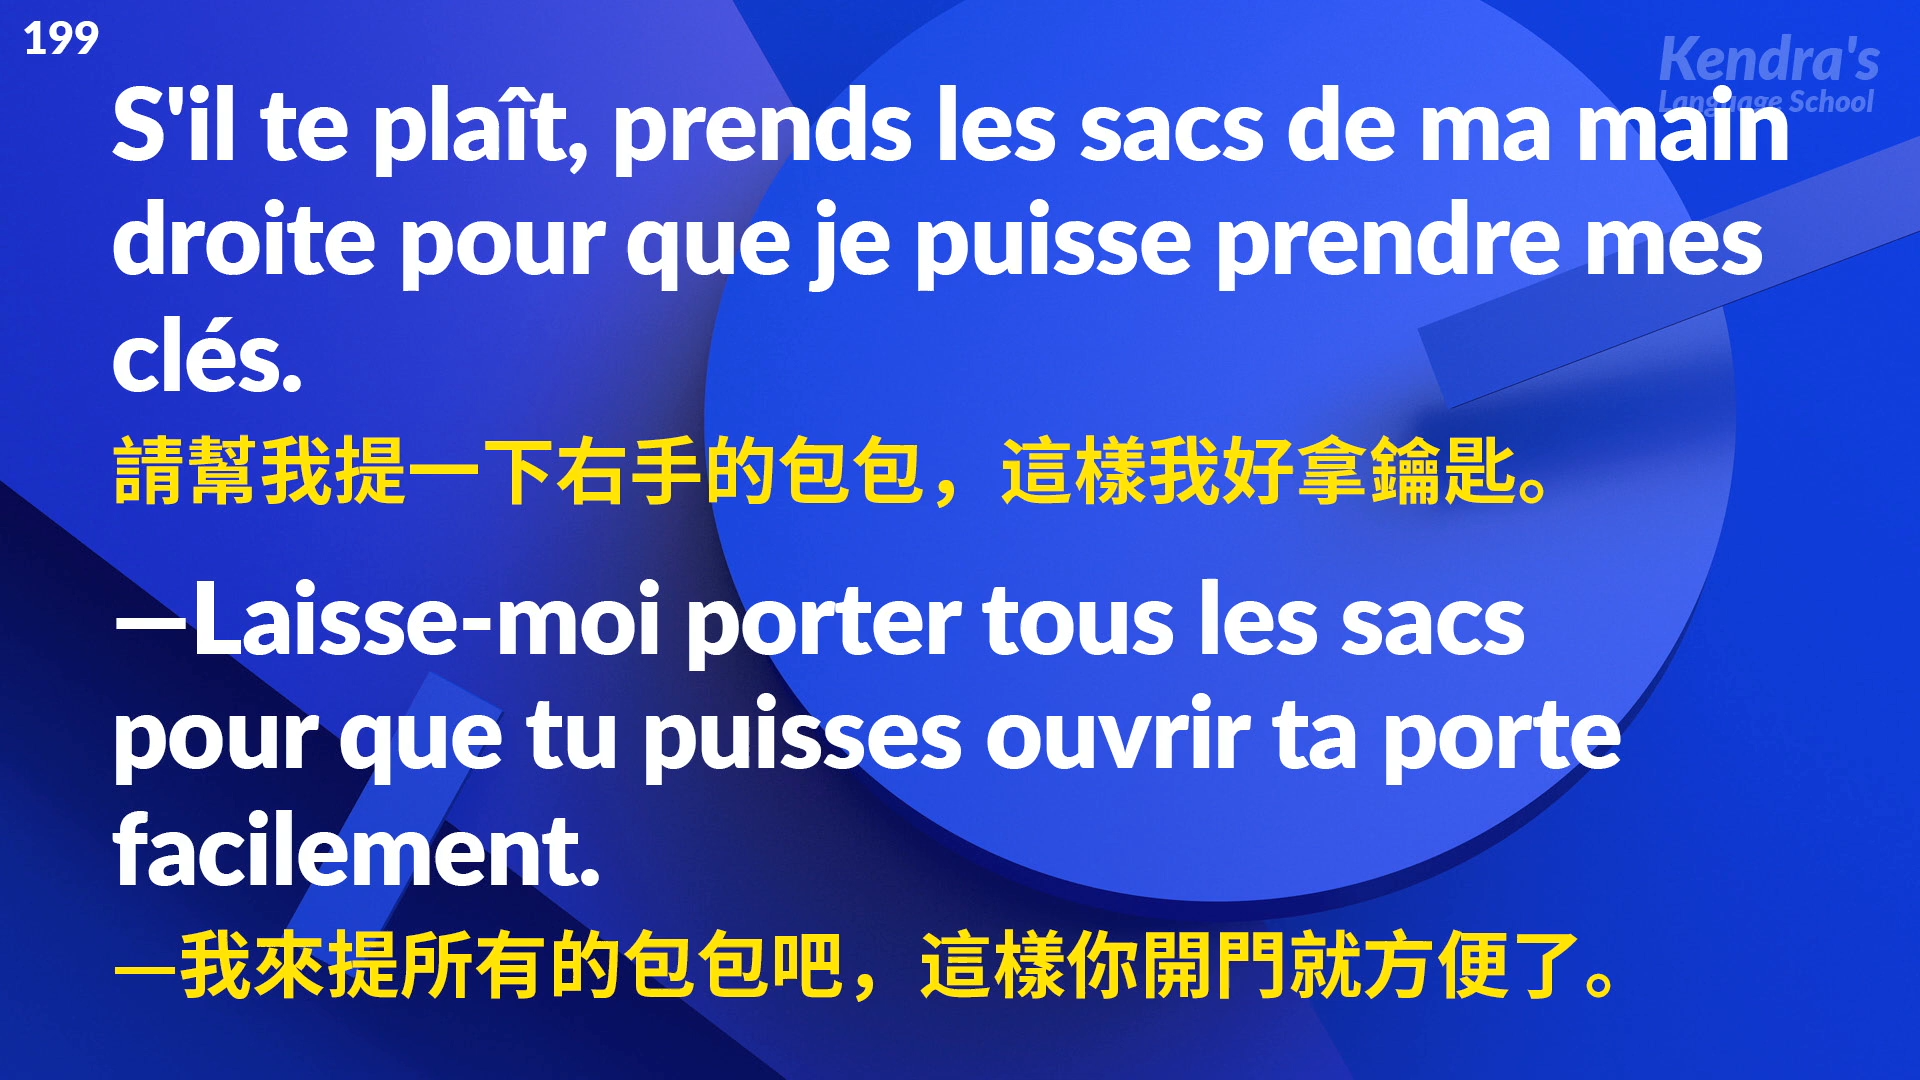 199
Kendra's
Language School
S'il te plaît, prends les sacs de ma main
droite pour que je puisse prendre mes
clés.
請幫我提一下右手的包包，這樣我好拿鑰匙。
—Laisse-moi porter tous les sacs
pour que tu puisses ouvrir ta porte
facilement.
—我來提所有的包包吧，這樣你開門就方便了。